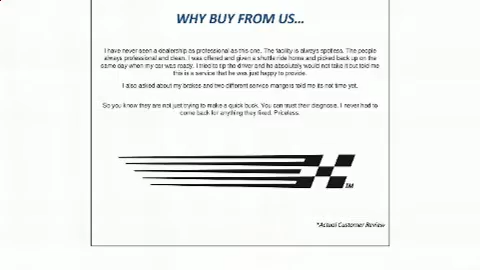 WHY BUY FROM US...
I have never seen a dealership as professional as this one. The facility is always spotless. The people
always professional and clean. I was offered and given a shuttle ride home and picked back up on the
same day when my car was ready. I tried to tip the driver and he absolutely would not take it but told me
this is a service that he was just happy to provide.
I also asked about my brakes and two different service mangers told me its not time yet.
So you know they are not just trying to make a quick buck. You can trust their diagnose. I never had to
come back for anything they fixed. Priceless.
TM
*Actual Customer Review